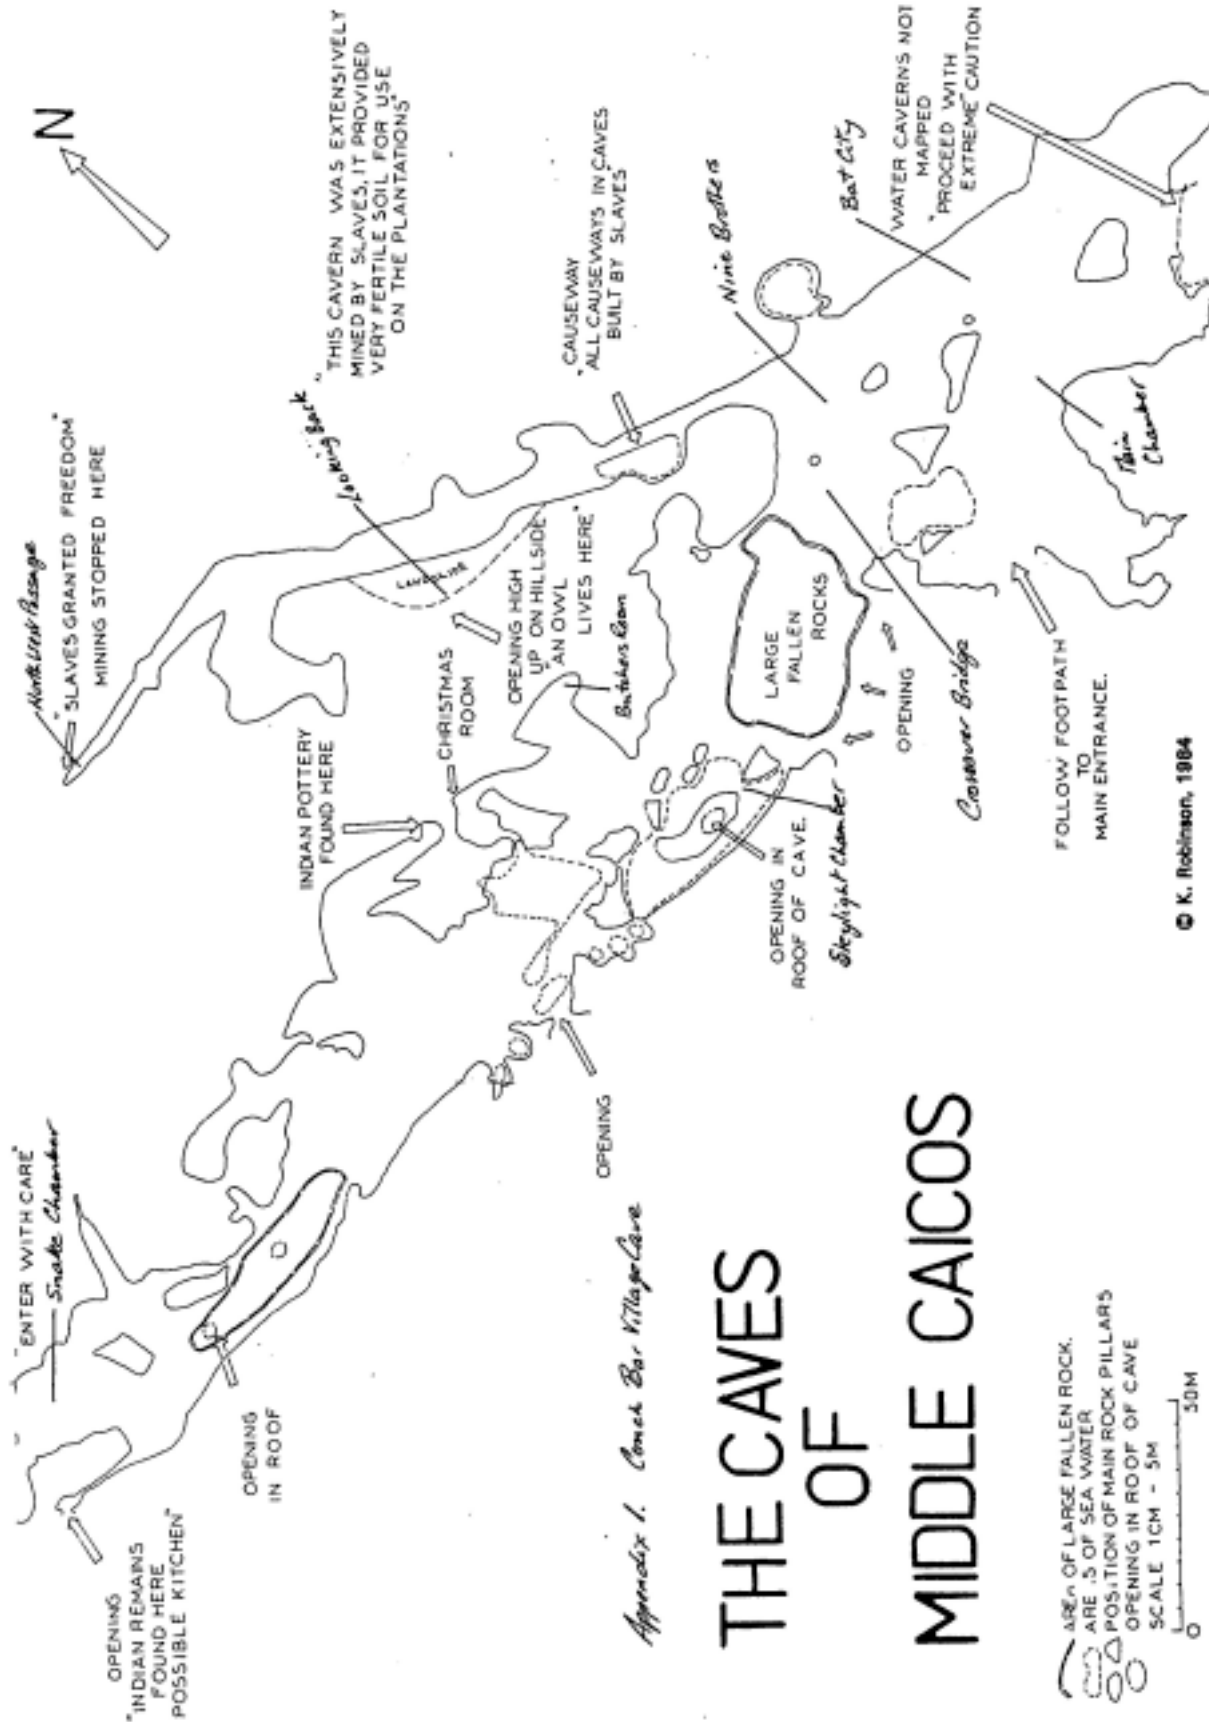 OPENING
"INDIAN REMAINS
FOUND HERE
POSSIBLE KITCHEN"
"ENTER WITH CARE"
Snake Chamber
OPENING
IN ROOF
OPENING
INDIAN POTTERY
FOUND HERE
CHRISTMAS
ROOM
North West Passage
"SLAVES GRANTED FREEDOM"
MINING STOPPED HERE
N
Looking Back
"THIS CAVERN WAS EXTENSIVELY
MINED BY SLAVES, IT PROVIDED
VERY FERTILE SOIL FOR USE
ON THE PLANTATIONS"
OPENING HIGH
UP ON HILLSIDE
"AN OWL
LIVES HERE"
Butchers Room
CAUSEWAY
"ALL CAUSEWAYS IN CAVES
BUILT BY SLAVES"
Nine Brothers
Bat City
WATER CAVERNS NOT
MAPPED
"PROCEED WITH
EXTREME" CAUTION
LARGE
FALLEN
ROCKS
OPENING IN
ROOF OF CAVE.
Skylight Chamber
OPENING
Crossover Bridge
Chamber
FOLLOW FOOTPATH
TO
MAIN ENTRANCE.
Appendix 1. Conch Bar Village Cave
THE CAVES
OF
MIDDLE CAICOS
AREA OF LARGE FALLEN ROCK.
ARE S OF SEA WATER
POSITION OF MAIN ROCK PILLARS
OPENING IN ROOF OF CAVE
SCALE 1CM - 5M
0 50M
© K. Robinson, 1984